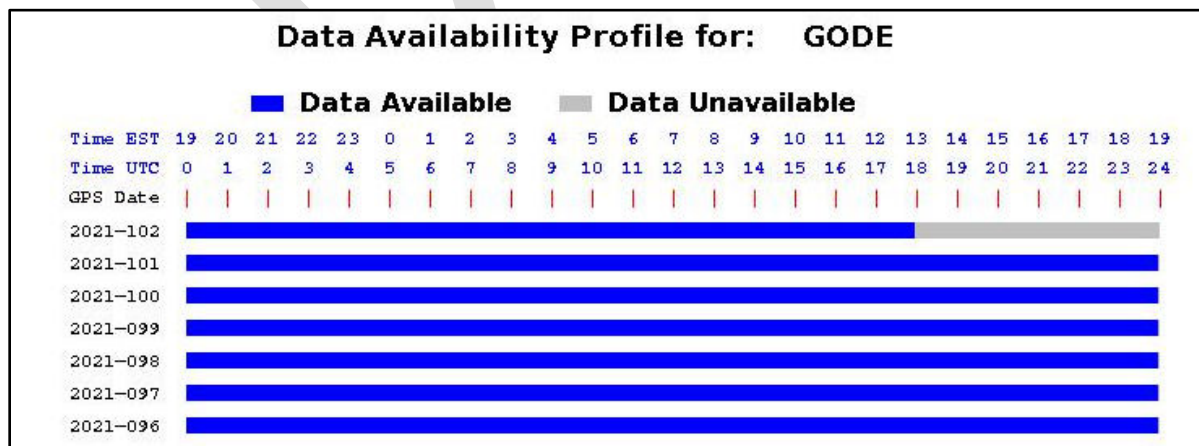 Data Availability Profile for: GODE
Data Available Data Unavailable
Time EST 19 20 21 22 23 0 1 2 3 4 5 6 7 8 9 10 11 12 13 14 15 16 17 18 19
Time UTC 0 1 2 3 4 5 6 7 8 9 10 11 12 13 14 15 16 17 18 19 20 21 22 23 24
GPS Date
2021-102
2021-101
2021-100
2021-099
2021-098
2021-097
2021-096